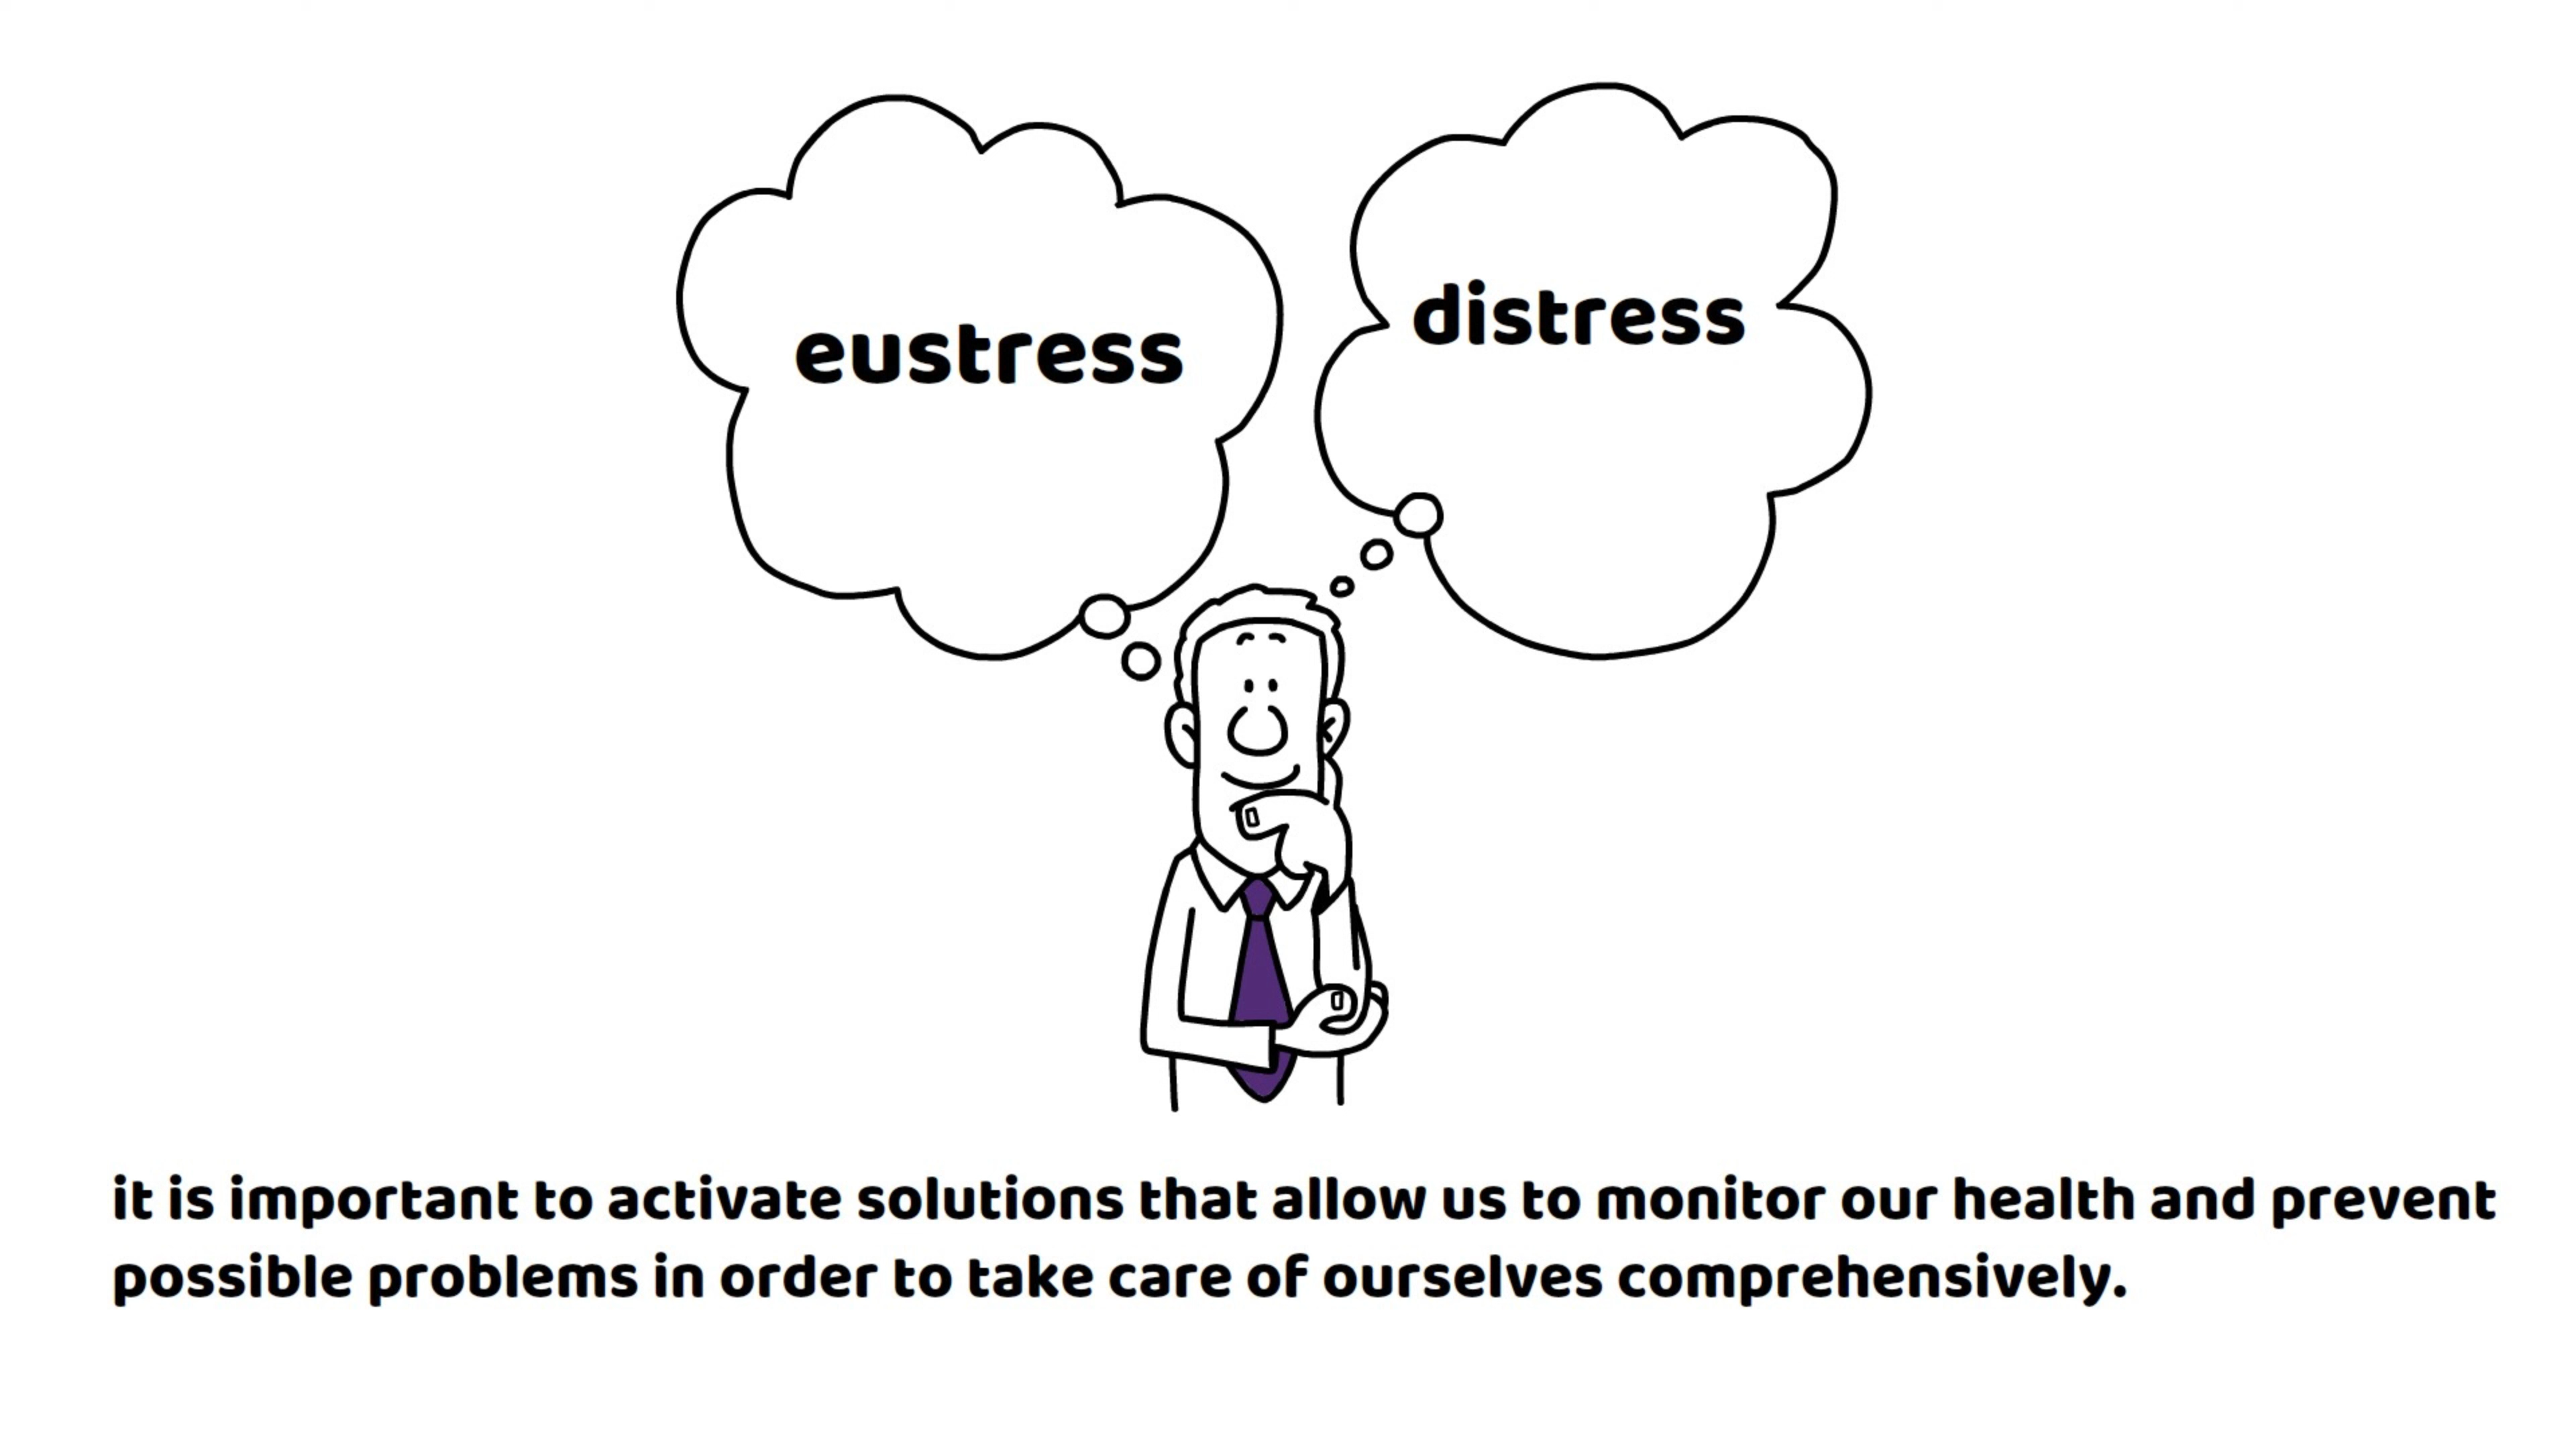 eustress
distress
it is important to activate solutions that allow us to monitor our health and prevent
possible problems in order to take care of ourselves comprehensively.